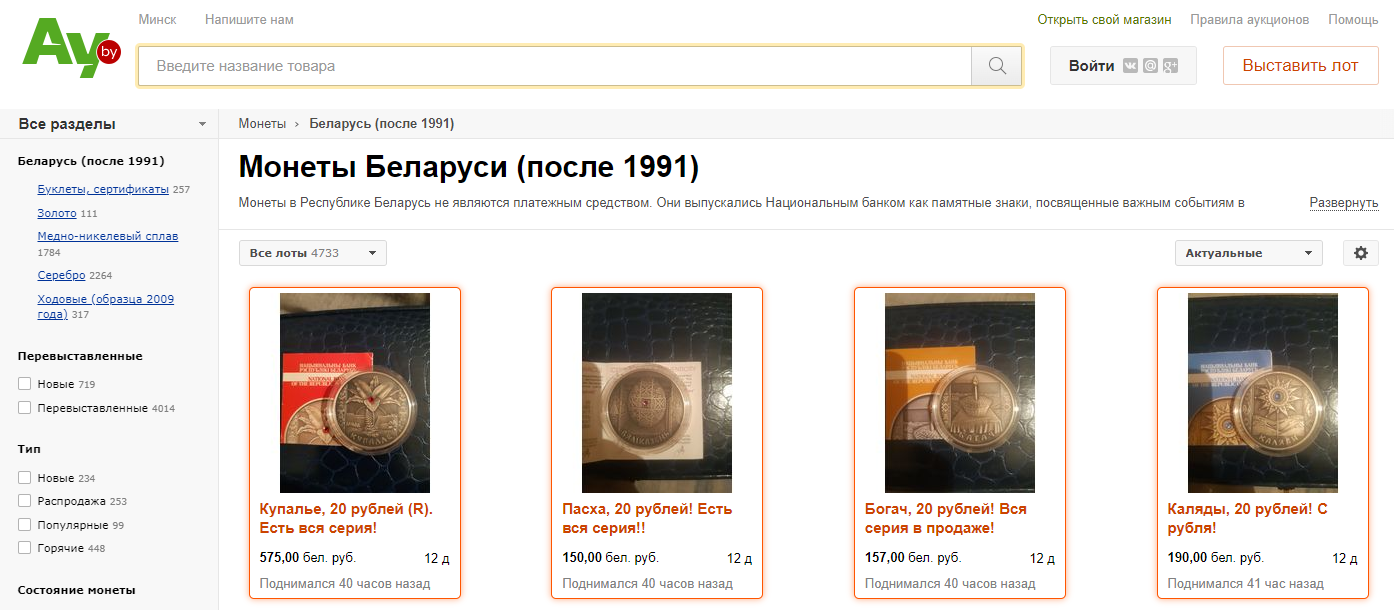 Ay by
Минск
Напишите нам
Открыть свой магазин
Правила аукционов
Помощь
Введите название товара
Войти
Выставить лот
Все разделы
Монеты › Беларусь (после 1991)
Беларусь (после 1991)
Буклеты, сертификаты 257
Золото 111
Медно-никелевый сплав
1784
Серебро 2264
Ходовые (образца 2009
года) 317
Перевыставленные
Новые 719
Перевыставленные 4014
Тип
Новые 234
Распродажа 253
Популярные 99
Горячие 448
Состояние монеты
Монеты Беларуси (после 1991)
Монеты в Республике Беларусь не являются платежным средством. Они выпускались Национальным банком как памятные знаки, посвященные важным событиям в
Развернуть
Все лоты 4733
Актуальные
КУПАЛЛЕ
Купалье, 20 рублей (R).
Есть вся серия!
575,00 бел. руб.
12 д
Поднимался 40 часов назад
Пасха, 20 рублей! Есть
вся серия!!
150,00 бел. руб.
12 д
Поднимался 40 часов назад
БАГАЧ
Богач, 20 рублей! Вся
серия в продаже!
157,00 бел. руб.
12 д
Поднимался 40 часов назад
КАЛЯДЫ
Каляды, 20 рублей! С
рубля!
190,00 бел. руб.
12 д
Поднимался 41 час назад